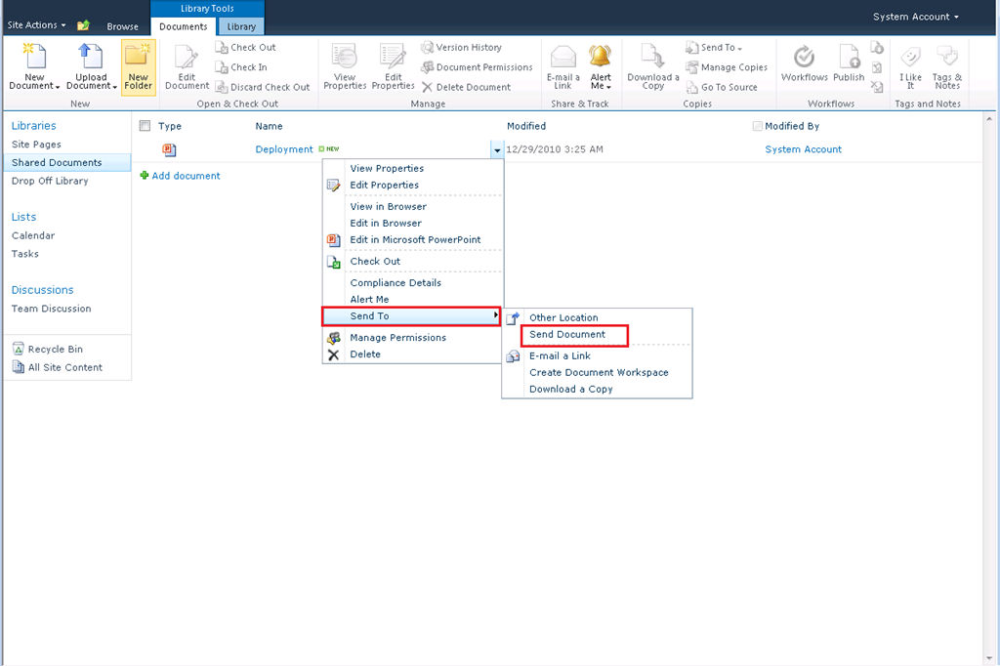 Library Tools
Site Actions
Browse
Documents
Library
System Account
New Document
Upload Document
New Folder
Edit Document
Check Out
Check In
Discard Check Out
View Properties
Edit Properties
Version History
Document Permissions
Delete Document
E-mail a Link
Alert Me
Download a Copy
Send To
Manage Copies
Go To Source
Workflows
Publish
I Like It
Tags & Notes
New
Open & Check Out
Manage
Share & Track
Copies
Workflows
Tags and Notes
Libraries
Site Pages
Shared Documents
Drop Off Library
Lists
Calendar
Tasks
Discussions
Team Discussion
Recycle Bin
All Site Content
Type Name Modified Modified By
Deployment NEW 12/29/2010 3:25 AM System Account
Add document
View Properties
Edit Properties
View in Browser
Edit in Browser
Edit in Microsoft PowerPoint
Check Out
Compliance Details
Alert Me
Send To
Manage Permissions
Delete
Other Location
Send Document
E-mail a Link
Create Document Workspace
Download a Copy